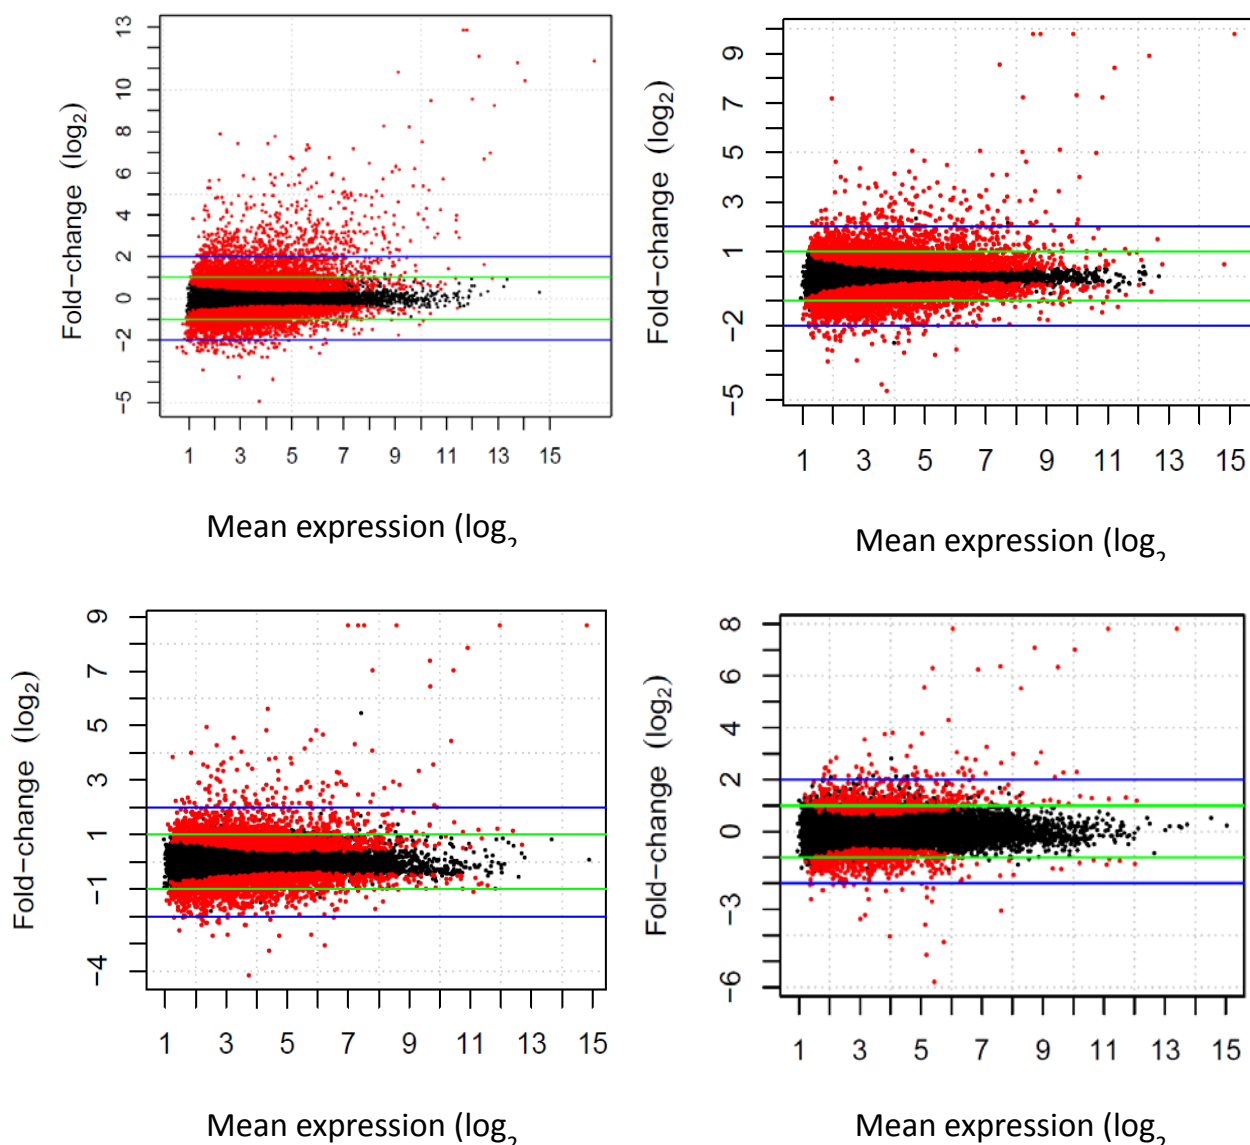 Fold−change (log₂)
13
10
8
6
4
2
0
−2
−5
1 3 5 7 9 11 13 15
Mean expression (log₂
Fold−change (log₂)
9
7
5
3
1
−2
−5
1 3 5 7 9 11 13 15
Mean expression (log₂
Fold−change (log₂)
9
7
5
3
1
−1
−4
1 3 5 7 9 11 13 15
Mean expression (log₂
Fold−change (log₂)
8
6
4
2
0
−3
−6
1 3 5 7 9 11 13 15
Mean expression (log₂